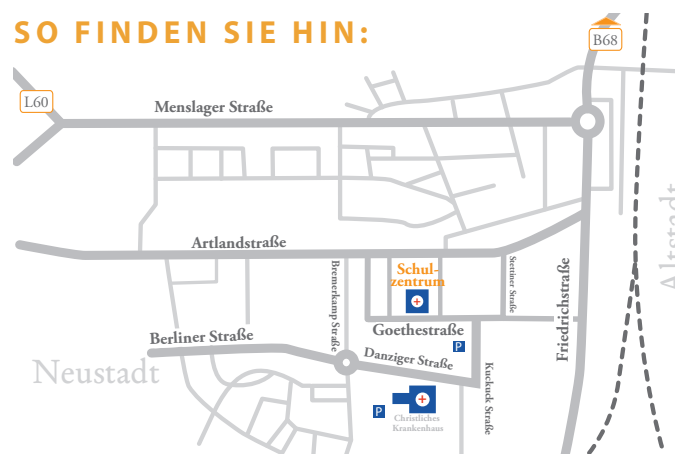 SO FINDEN SIE HIN:
B68
L60
Menslager Straße
Altstadt
Artlandstraße
Schul-
zentrum
Bremerkamp Straße
Stettiner Straße
Friedrichstraße
Goethestraße
Berliner Straße
P
Danziger Straße
Neustadt
Kuckuck Straße
P
Christliches
Krankenhaus